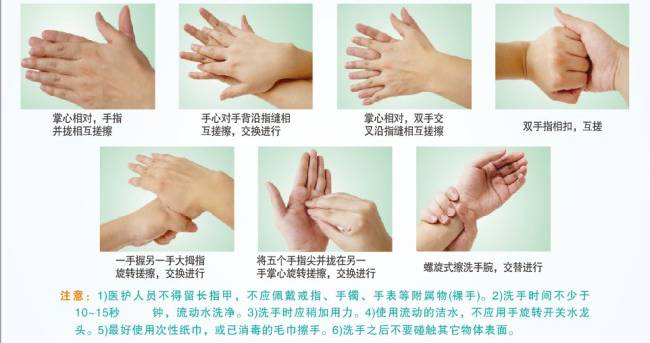 掌心相对，手指
并拢相互搓擦
手心对手背沿指缝相
互搓擦，交换进行
掌心相对，双手交
叉沿指缝相互搓擦
双手指相扣，互搓
一手握另一手大拇指
旋转搓擦，交换进行
将五个手指尖并拢在另一
手掌心旋转搓擦，交换进行
螺旋式擦洗手腕，交替进行
注意：1)医护人员不得留长指甲，不应佩戴戒指、手镯、手表等附属物(裸手)。2)洗手时间不少于
10~15秒 钟，流动水洗净。3)洗手时应稍加用力。4)使用流动的洁水，不应用手旋转开关水龙
头。5)最好使用次性纸巾，或已消毒的毛巾擦手。6)洗手之后不要碰触其它物体表面。